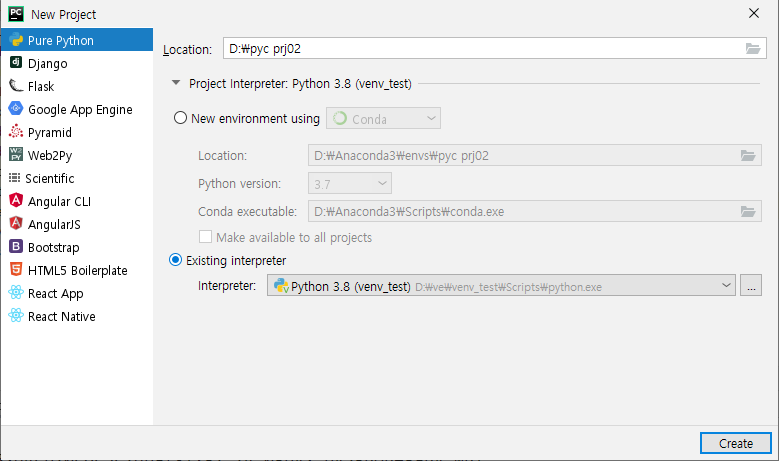 New Project
Pure Python
Django
Flask
Google App Engine
Pyramid
Web2Py
Scientific
Angular CLI
AngularJS
Bootstrap
HTML5 Boilerplate
React App
React Native
Location: D:₩pyc prj02
Project Interpreter: Python 3.8 (venv_test)
New environment using Conda
Location: D:₩Anaconda3₩envs₩pyc prj02
Python version: 3.7
Conda executable: D:₩Anaconda3₩Scripts₩conda.exe
Make available to all projects
Existing interpreter
Interpreter: Python 3.8 (venv_test) D:₩ve₩venv_test₩Scripts₩python.exe ...
Create